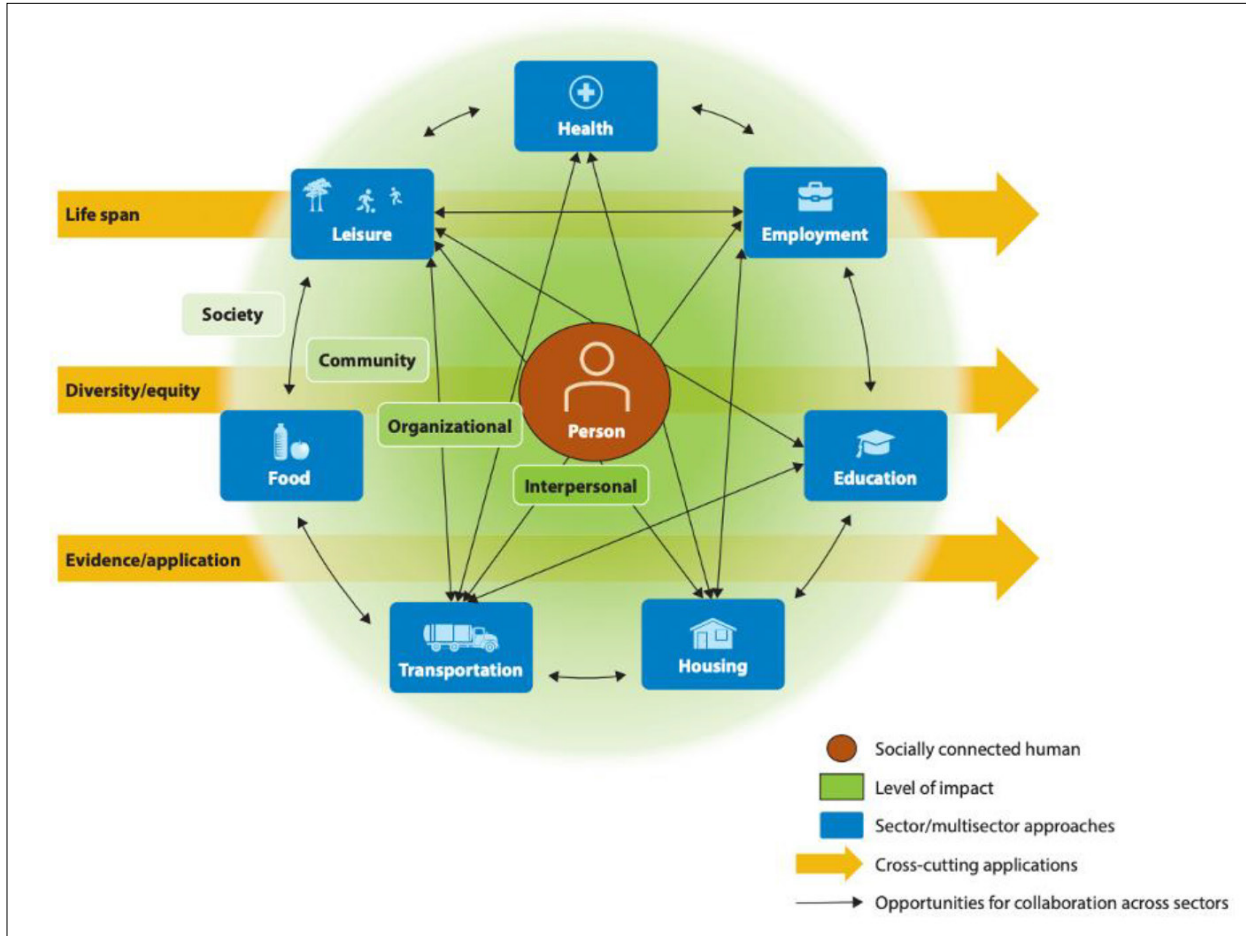 Health
Life span
Leisure
Employment
Society
Community
Diversity/equity
Organizational
Person
Food
Interpersonal
Education
Evidence/application
Transportation
Housing
Socially connected human
Level of impact
Sector/multisector approaches
Cross-cutting applications
Opportunities for collaboration across sectors